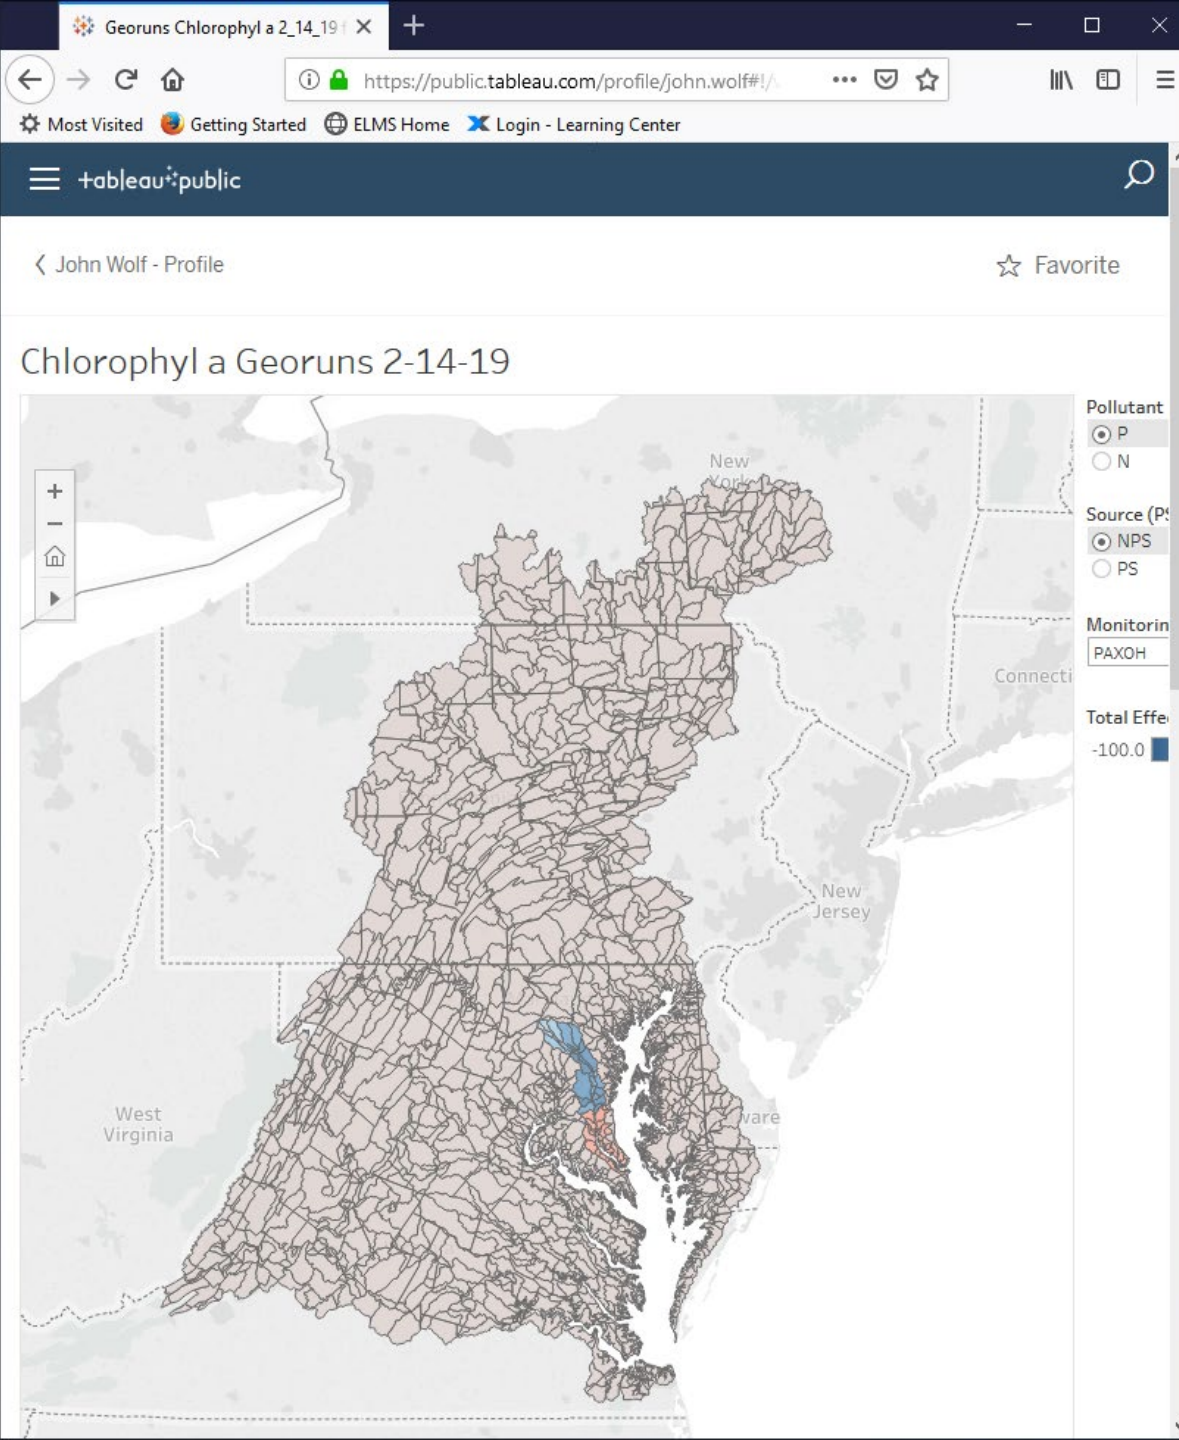 Georuns Chlorophyl a 2_14_19
https://public.tableau.com/profile/john.wolf#!/
Most Visited Getting Started ELMS Home Login - Learning Center
+ableau public
John Wolf - Profile
Favorite
Chlorophyl a Georuns 2-14-19
Pollutant
P
N
Source (PS
NPS
PS
Monitorin
PAXOH
Total Effe
-100.0
New
York
Connecti
New
Jersey
West
Virginia
ware